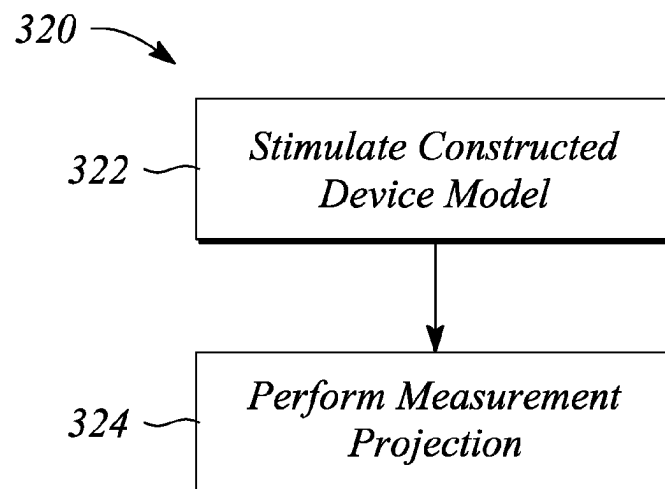 320
322
Stimulate Constructed
Device Model
324
Perform Measurement
Projection